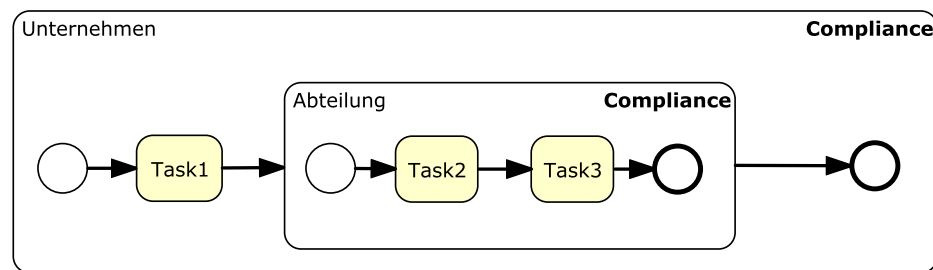 Unternehmen
Compliance
Abteilung
Compliance
Task1
Task2
Task3